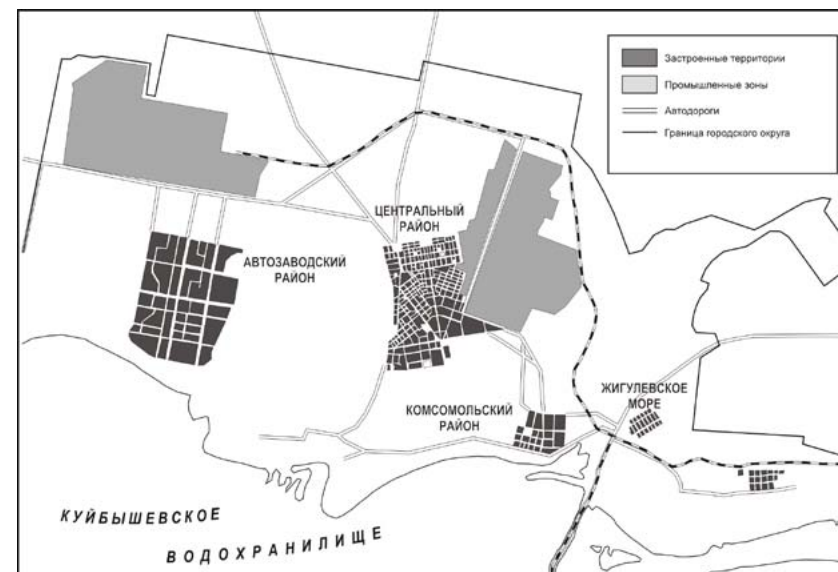 Застроенные территории
Промышленные зоны
Автодороги
Граница городского округа
ЦЕНТРАЛЬНЫЙ
РАЙОН
АВТОЗАВОДСКИЙ
РАЙОН
ЖИГУЛЕВСКОЕ
МОРЕ
КОМСОМОЛЬСКИЙ
РАЙОН
КУЙБЫШЕВСКОЕ
ВОДОХРАНИЛИЩЕ